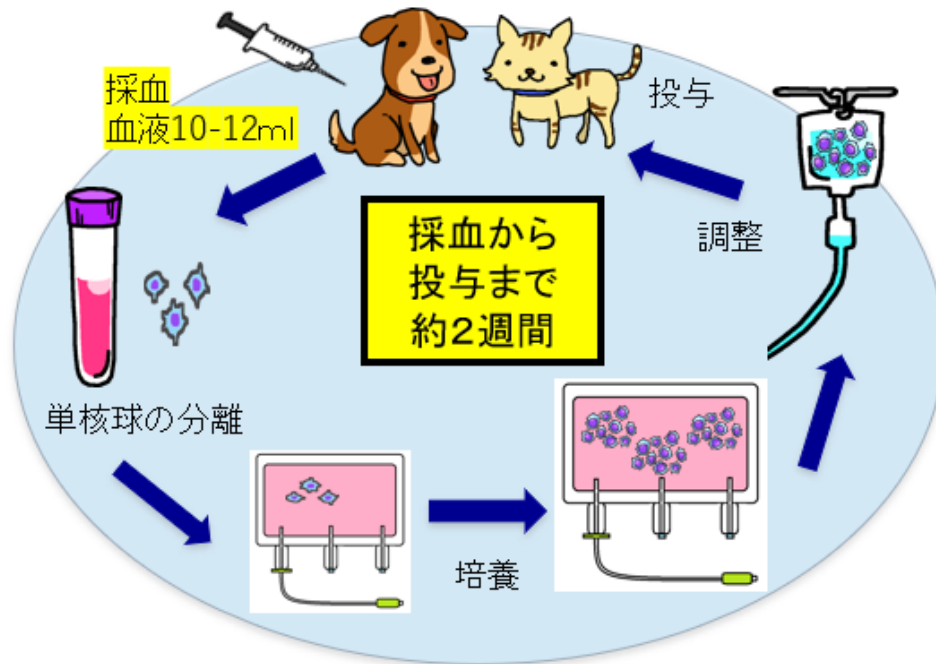 採血
血液10-12ml
投与
調整
採血から
投与まで
約2週間
単核球の分離
培養